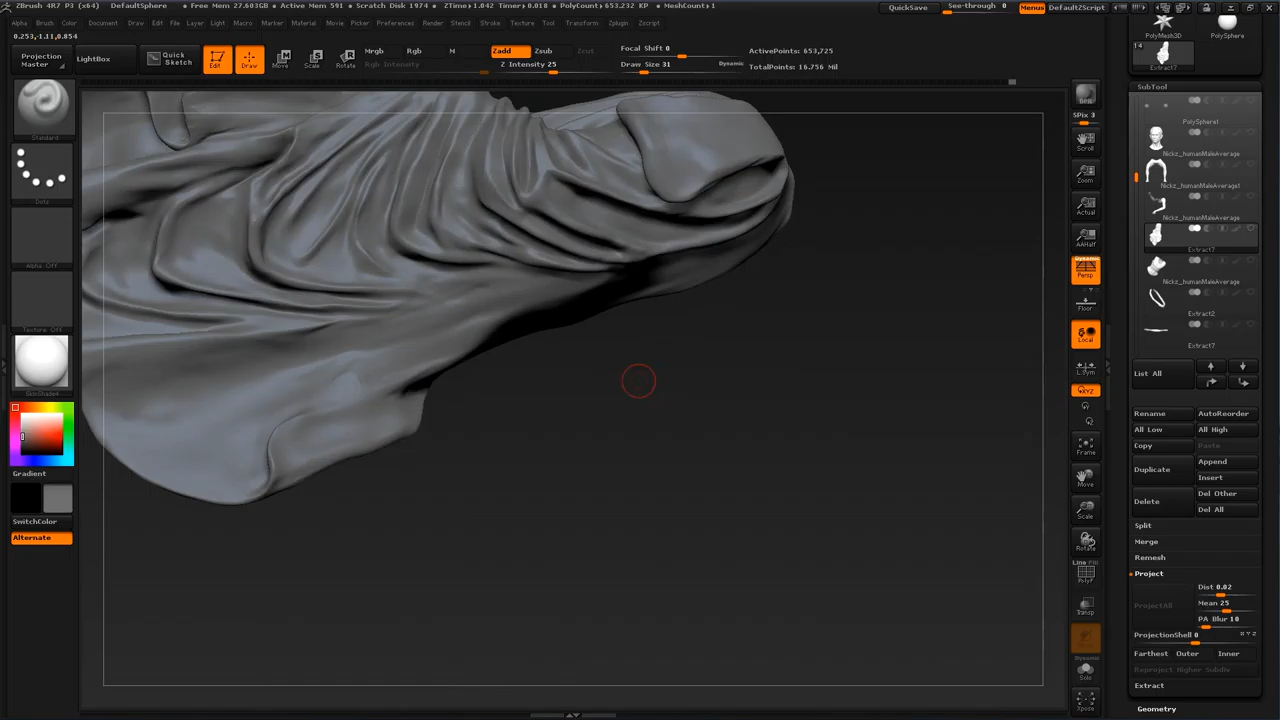 ZBrush 4R7 P3 (x64) DefaultSphere • Free Mem 27.603GB • Active Mem 591 • Scratch Disk 1974 • ZTime▸1.042 Timer▸0.018 • PolyCount▸653.232 KP • MeshCount▸1 QuickSave See-through 0 Menus DefaultZScript
Alpha Brush Color Document Draw Edit File Layer Light Macro Marker Material Movie Picker Preferences Render Stencil Stroke Texture Tool Transform Zplugin Zscript
0.253,-1.11,0.854
Projection
Master
LightBox
Quick
Sketch
Edit
Draw
Move
Scale
Rotate
Mrgb Rgb M
Rgb Intensity
Zadd Zsub Zcut
Z Intensity 25
Focal Shift 0
Draw Size 31 Dynamic
ActivePoints: 653,725
TotalPoints: 16.756 Mil
Standard
Dots
Alpha Off
Texture Off
SkinShade4
Gradient
SwitchColor
Alternate
SPix 3
Scroll
Zoom
Actual
AAHalf
Dynamic
Persp
Floor
Local
L.Sym
XYZ
Frame
Move
Scale
Rotate
Line Fill
PolyF
Transp
Dynamic
Solo
Xpose
PolyMesh3D
PolySphere
14
Extract7
SubTool
PolySphere1
Nickz_humanMaleAverage
Nickz_humanMaleAverage1
Nickz_humanMaleAverage
Extract7
Nickz_humanMaleAverage
Extract2
Extract7
List All
Rename AutoReorder
All Low All High
Copy Paste
Duplicate
Append
Insert
Delete
Del Other
Del All
Split
Merge
Remesh
Project
ProjectAll
Dist 0.02
Mean 25
PA Blur 10
ProjectionShell 0
Farthest Outer Inner
Reproject Higher Subdiv
Extract
Geometry